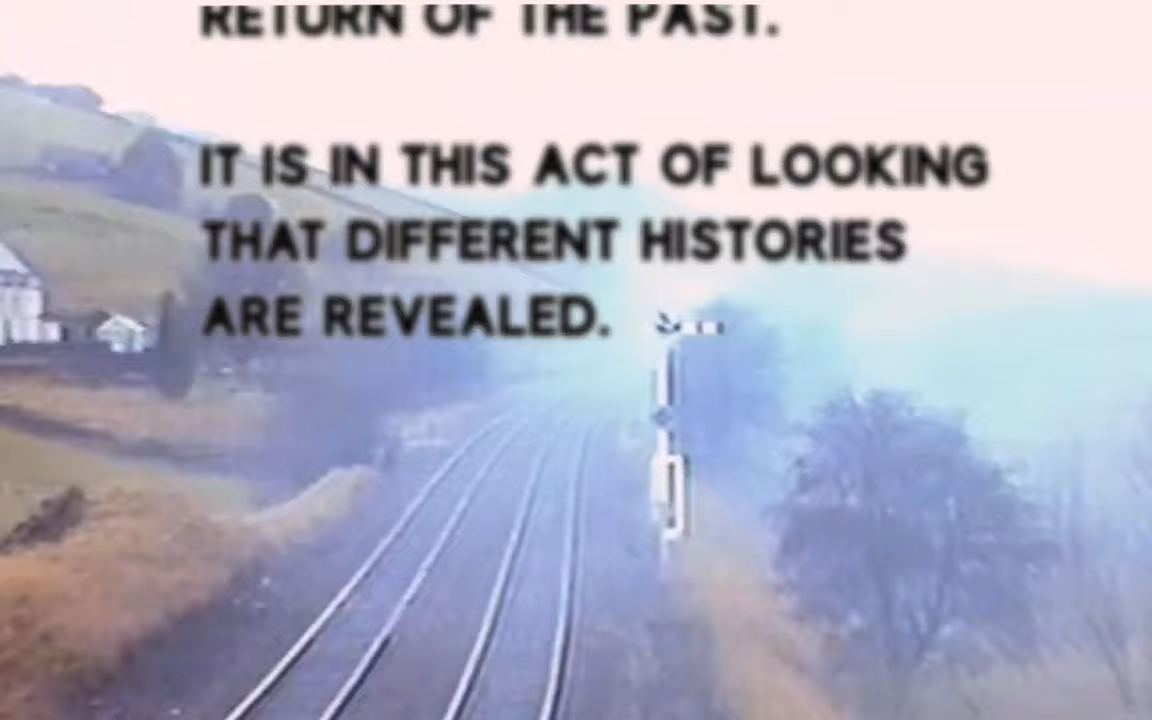 RETURN OF THE PAST.
IT IS IN THIS ACT OF LOOKING
THAT DIFFERENT HISTORIES
ARE REVEALED.